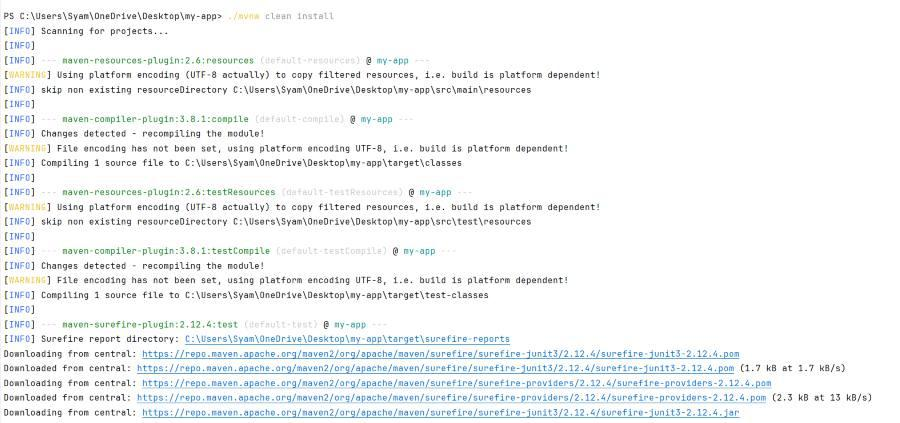 PS C:\Users\Syam\OneDrive\Desktop\my-app> ./mvnw clean install
[INFO] Scanning for projects...
[INFO]
[INFO] --- maven-resources-plugin:2.6:resources (default-resources) @ my-app ---
[WARNING] Using platform encoding (UTF-8 actually) to copy filtered resources, i.e. build is platform dependent!
[INFO] skip non existing resourceDirectory C:\Users\Syam\OneDrive\Desktop\my-app\src\main\resources
[INFO]
[INFO] --- maven-compiler-plugin:3.8.1:compile (default-compile) @ my-app ---
[INFO] Changes detected - recompiling the module!
[WARNING] File encoding has not been set, using platform encoding UTF-8, i.e. build is platform dependent!
[INFO] Compiling 1 source file to C:\Users\Syam\OneDrive\Desktop\my-app\target\classes
[INFO]
[INFO] --- maven-resources-plugin:2.6:testResources (default-testResources) @ my-app ---
[WARNING] Using platform encoding (UTF-8 actually) to copy filtered resources, i.e. build is platform dependent!
[INFO] skip non existing resourceDirectory C:\Users\Syam\OneDrive\Desktop\my-app\src\test\resources
[INFO]
[INFO] --- maven-compiler-plugin:3.8.1:testCompile (default-testCompile) @ my-app ---
[INFO] Changes detected - recompiling the module!
[WARNING] File encoding has not been set, using platform encoding UTF-8, i.e. build is platform dependent!
[INFO] Compiling 1 source file to C:\Users\Syam\OneDrive\Desktop\my-app\target\test-classes
[INFO]
[INFO] --- maven-surefire-plugin:2.12.4:test (default-test) @ my-app ---
[INFO] Surefire report directory: C:\Users\Syam\OneDrive\Desktop\my-app\target\surefire-reports
Downloading from central: https://repo.maven.apache.org/maven2/org/apache/maven/surefire/surefire-junit3/2.12.4/surefire-junit3-2.12.4.pom
Downloaded from central: https://repo.maven.apache.org/maven2/org/apache/maven/surefire/surefire-junit3/2.12.4/surefire-junit3-2.12.4.pom (1.7 kB at 1.7 kB/s)
Downloading from central: https://repo.maven.apache.org/maven2/org/apache/maven/surefire/surefire-providers/2.12.4/surefire-providers-2.12.4.pom
Downloaded from central: https://repo.maven.apache.org/maven2/org/apache/maven/surefire/surefire-providers/2.12.4/surefire-providers-2.12.4.pom (2.3 kB at 13 kB/s)
Downloading from central: https://repo.maven.apache.org/maven2/org/apache/maven/surefire/surefire-junit3/2.12.4/surefire-junit3-2.12.4.jar